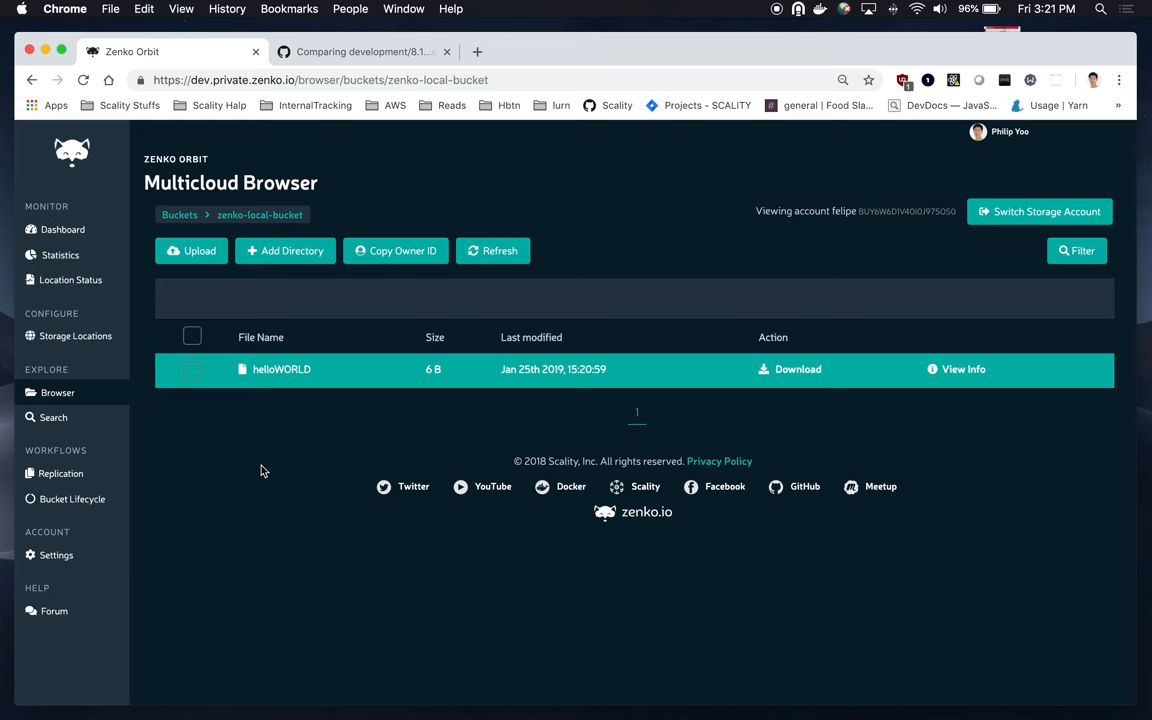 Chrome File Edit View History Bookmarks People Window Help 96% Fri 3:21 PM
Zenko Orbit Comparing development/8.1...
https://dev.private.zenko.io/browser/buckets/zenko-local-bucket
Apps Scality Stuffs Scality Help InternalTracking AWS Reads Hbtn lurn Scality Projects - SCALITY general | Food Sla... DevDocs — JavaS... Usage | Yarn »
Philip Yoo
ZENKO ORBIT
Multicloud Browser
Buckets > zenko-local-bucket
Viewing account felipe BUY6W6D1V40I0J9750S0 Switch Storage Account
Upload Add Directory Copy Owner ID Refresh Filter
File Name Size Last modified Action
helloWORLD 6 B Jan 25th 2019, 15:20:59 Download View Info
1
© 2018 Scality, Inc. All rights reserved. Privacy Policy
Twitter YouTube Docker Scality Facebook GitHub Meetup
zenko.io
MONITOR
Dashboard
Statistics
Location Status
CONFIGURE
Storage Locations
EXPLORE
Browser
Search
WORKFLOWS
Replication
Bucket Lifecycle
ACCOUNT
Settings
HELP
Forum